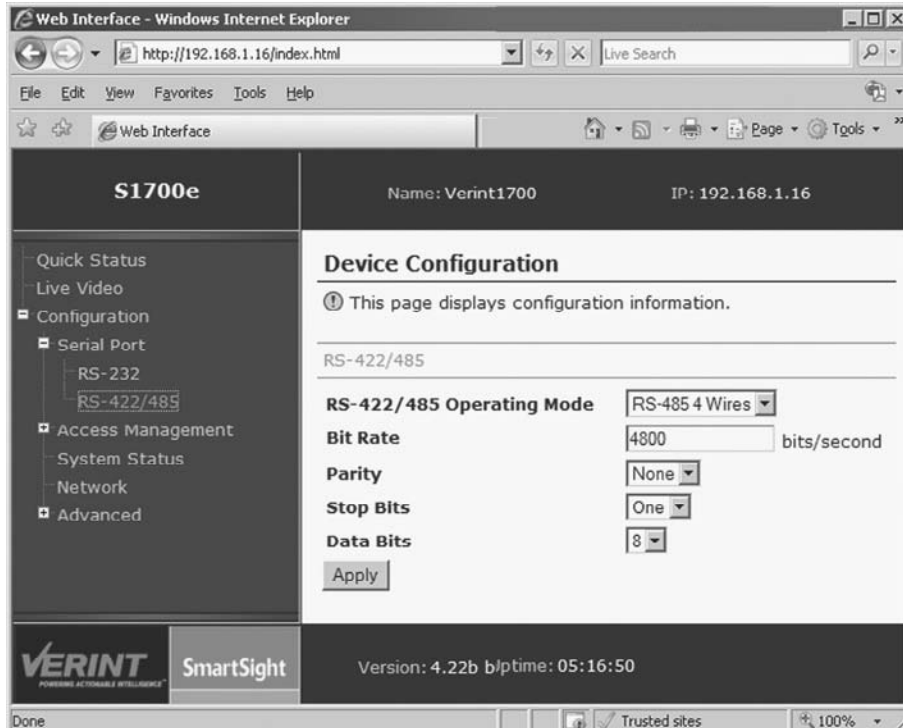 Web Interface - Windows Internet Explorer
http://192.168.1.16/index.html
Live Search
File Edit View Favorites Tools Help
Web Interface
Page Tools
S1700e
Name: Verint1700 IP: 192.168.1.16
Quick Status
Live Video
Configuration
Serial Port
RS-232
RS-422/485
Access Management
System Status
Network
Advanced
Device Configuration
This page displays configuration information.
RS-422/485
RS-422/485 Operating Mode RS-485 4 Wires
Bit Rate 4800 bits/second
Parity None
Stop Bits One
Data Bits 8
Apply
VERINT
POWERING ACTIONABLE INTELLIGENCE
SmartSight
Version: 4.22b b/ptime: 05:16:50
Done Trusted sites 100%